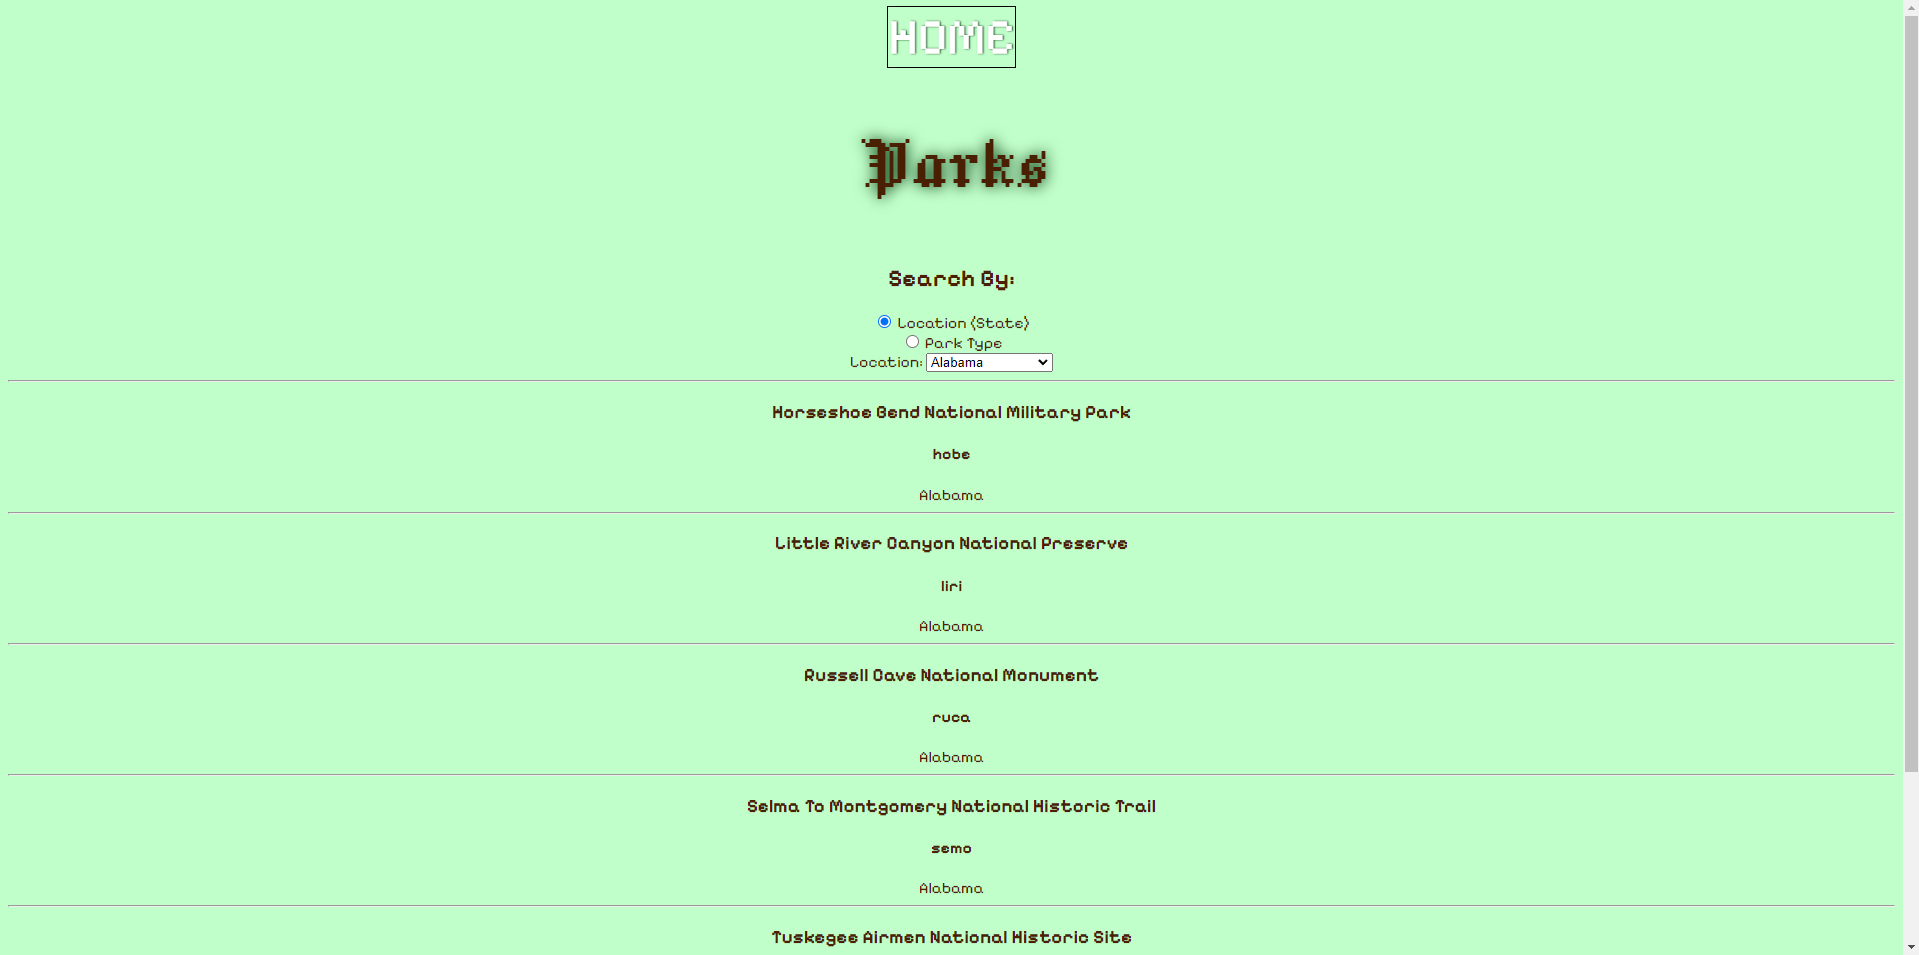 HOME
Parks
Search By:
Location (State)
Park Type
Location: Alabama
Horseshoe Bend National Military Park
hobe
Alabama
Little River Canyon National Preserve
liri
Alabama
Russell Cave National Monument
ruca
Alabama
Selma To Montgomery National Historic Trail
semo
Alabama
Tuskegee Airmen National Historic Site